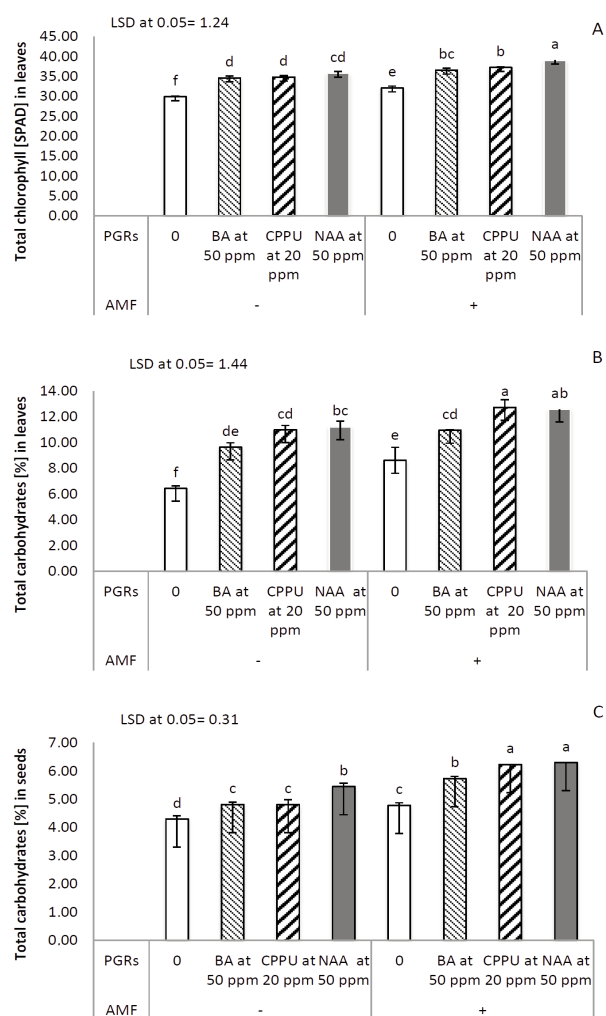 LSD at 0.05= 1.24
A
Total chlorophyll [SPAD] in leaves
45.00
40.00
35.00
30.00
25.00
20.00
15.00
10.00
5.00
0.00
f
d
d
cd
e
bc
b
a
PGRs
0
BA at 50 ppm
CPPU at 20 ppm
NAA at 50 ppm
0
BA at 50 ppm
CPPU at 20 ppm
NAA at 50 ppm
AMF
-
+
LSD at 0.05= 1.44
B
Total carbohydrates [%] in leaves
14.00
12.00
10.00
8.00
6.00
4.00
2.00
0.00
f
de
cd
bc
e
cd
a
ab
PGRs
0
BA at 50 ppm
CPPU at 20 ppm
NAA at 50 ppm
0
BA at 50 ppm
CPPU at 20 ppm
NAA at 50 ppm
AMF
-
+
LSD at 0.05= 0.31
C
Total carbohydrates [%] in seeds
7.00
6.00
5.00
4.00
3.00
2.00
1.00
0.00
d
c
c
b
c
b
a
a
PGRs
0
BA at 50 ppm
CPPU at 20 ppm
NAA at 50 ppm
0
BA at 50 ppm
CPPU at 20 ppm
NAA at 50 ppm
AMF
-
+